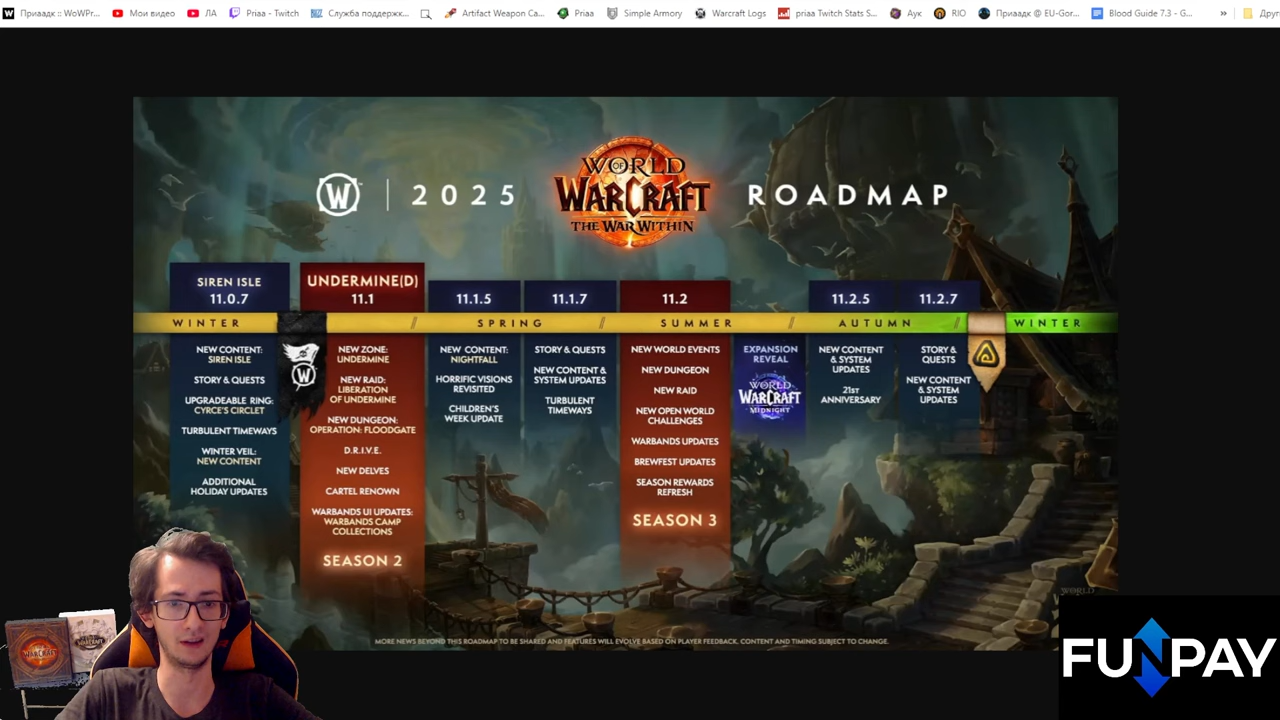 Приаадк :: WoWPr...
Мои видео
ЛА
Priaa - Twitch
Служба поддержк...
Artifact Weapon Ca...
Priaa
Simple Armory
Warcraft Logs
priaa Twitch Stats S...
Аук
RIO
Приаадк @ EU-Gor...
Blood Guide 7.3 - G...
»
Друг
W | 2025
WORLD
OF
WARCRAFT
THE WAR WITHIN
ROADMAP
SIREN ISLE
11.0.7
UNDERMINE(D)
11.1
11.1.5
11.1.7
11.2
11.2.5
11.2.7
WINTER
//
SPRING
//
SUMMER
//
AUTUMN
//
WINTER
NEW CONTENT:
SIREN ISLE
STORY & QUESTS
UPGRADEABLE RING:
CYRCE'S CIRCLET
TURBULENT TIMEWAYS
WINTER VEIL:
NEW CONTENT
ADDITIONAL
HOLIDAY UPDATES
W
NEW ZONE:
UNDERMINE
NEW RAID:
LIBERATION
OF UNDERMINE
NEW DUNGEON:
OPERATION: FLOODGATE
D.R.I.V.E.
NEW DELVES
CARTEL RENOWN
WARBANDS UI UPDATES:
WARBANDS CAMP
COLLECTIONS
SEASON 2
NEW CONTENT:
NIGHTFALL
HORRIFIC VISIONS
REVISITED
CHILDREN'S
WEEK UPDATE
STORY & QUESTS
NEW CONTENT &
SYSTEM UPDATES
TURBULENT
TIMEWAYS
NEW WORLD EVENTS
NEW DUNGEON
NEW RAID
NEW OPEN WORLD
CHALLENGES
WARBANDS UPDATES
BREWFEST UPDATES
SEASON REWARDS
REFRESH
SEASON 3
EXPANSION
REVEAL
WORLD
WARCRAFT
MIDNIGHT
NEW CONTENT
& SYSTEM
UPDATES
21ST
ANNIVERSARY
STORY &
QUESTS
NEW CONTENT
& SYSTEM
UPDATES
MORE NEWS BEYOND THIS ROADMAP TO BE SHARED AND FEATURES WILL EVOLVE BASED ON PLAYER FEEDBACK. CONTENT AND TIMING SUBJECT TO CHANGE.
WORLD
WARCRAFT
WARCRAFT
FUNPAY